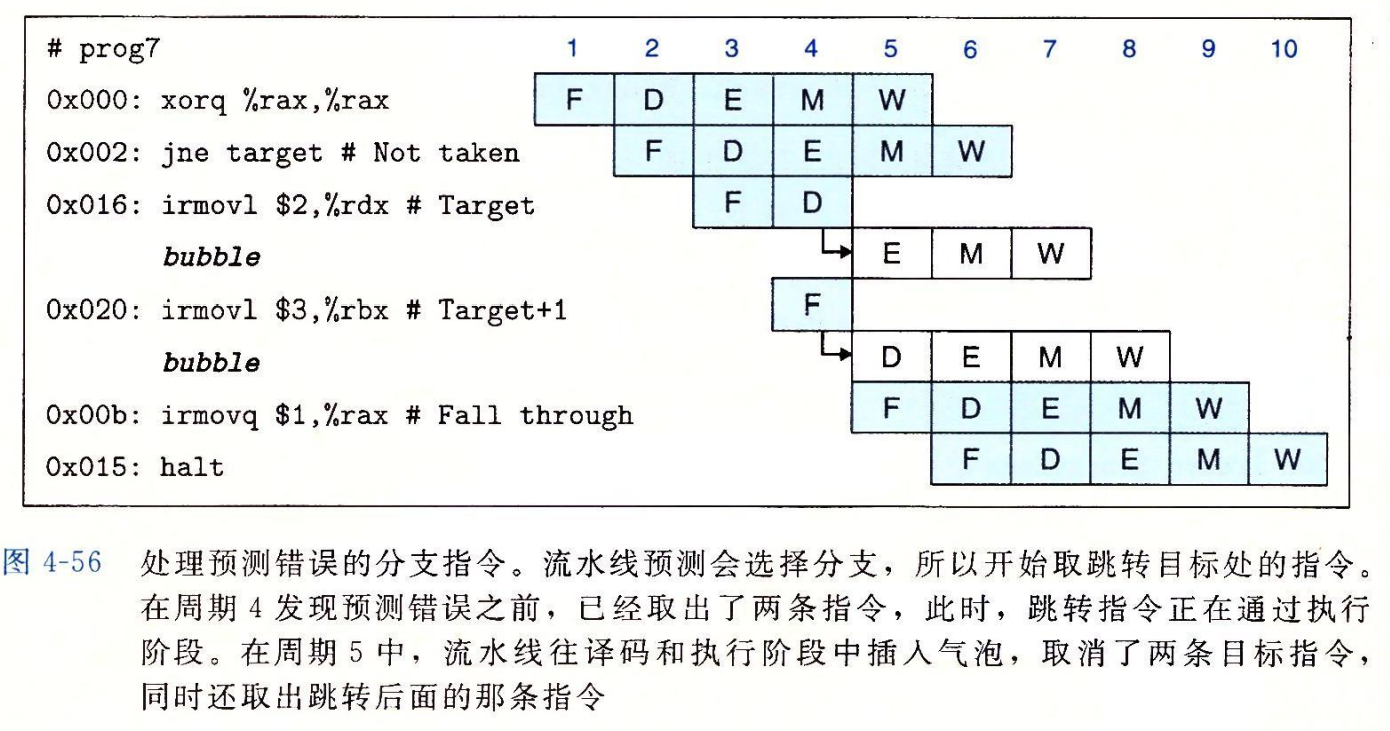 # prog7 1 2 3 4 5 6 7 8 9 10
0x000: xorq %rax,%rax F D E M W
0x002: jne target # Not taken F D E M W
0x016: irmovl $2,%rdx # Target F D
bubble E M W
0x020: irmovl $3,%rbx # Target+1 F
bubble D E M W
0x00b: irmovq $1,%rax # Fall through F D E M W
0x015: halt F D E M W
图 4-56 处理预测错误的分支指令。流水线预测会选择分支，所以开始取跳转目标处的指令。
在周期 4 发现预测错误之前，已经取出了两条指令，此时，跳转指令正在通过执行
阶段。在周期 5 中，流水线往译码和执行阶段中插入气泡，取消了两条目标指令，
同时还取出跳转后面的那条指令